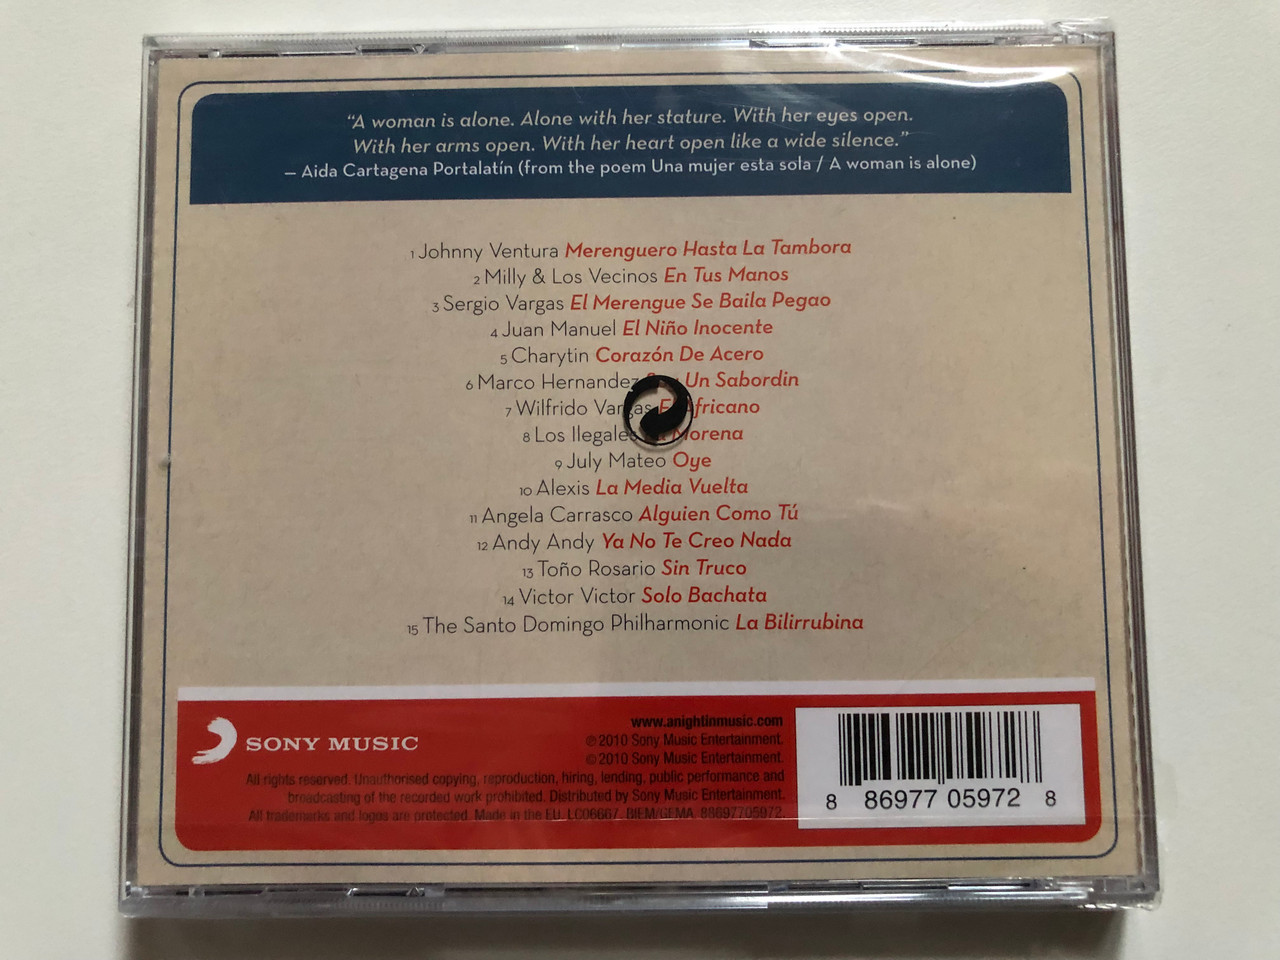 “A woman is alone. Alone with her stature. With her eyes open.
With her arms open. With her heart open like a wide silence.”
– Aida Cartagena Portalatín (from the poem Una mujer esta sola / A woman is alone)
1 Johnny Ventura Merenguero Hasta La Tambora
2 Milly & Los Vecinos En Tus Manos
3 Sergio Vargas El Merengue Se Baila Pegao
4 Juan Manuel El Niño Inocente
5 Charytin Corazón De Acero
6 Marco Hernandez Un Sabordin
7 Wilfrido Vargas El Africano
8 Los Ilegales Morena
9 July Mateo Oye
10 Alexis La Media Vuelta
11 Angela Carrasco Alguien Como Tú
12 Andy Andy Ya No Te Creo Nada
13 Toño Rosario Sin Truco
14 Victor Victor Solo Bachata
15 The Santo Domingo Philharmonic La Bilirrubina
SONY MUSIC
www.anightinmusic.com
℗ 2010 Sony Music Entertainment.
© 2010 Sony Music Entertainment.
All rights reserved. Unauthorised copying, reproduction, hiring, lending, public performance and
broadcasting of the recorded work prohibited. Distributed by Sony Music Entertainment.
All trademarks and logos are protected. Made in the EU. LC06667. BIEM/GEMA. 88697705972.
8 86977 05972 8